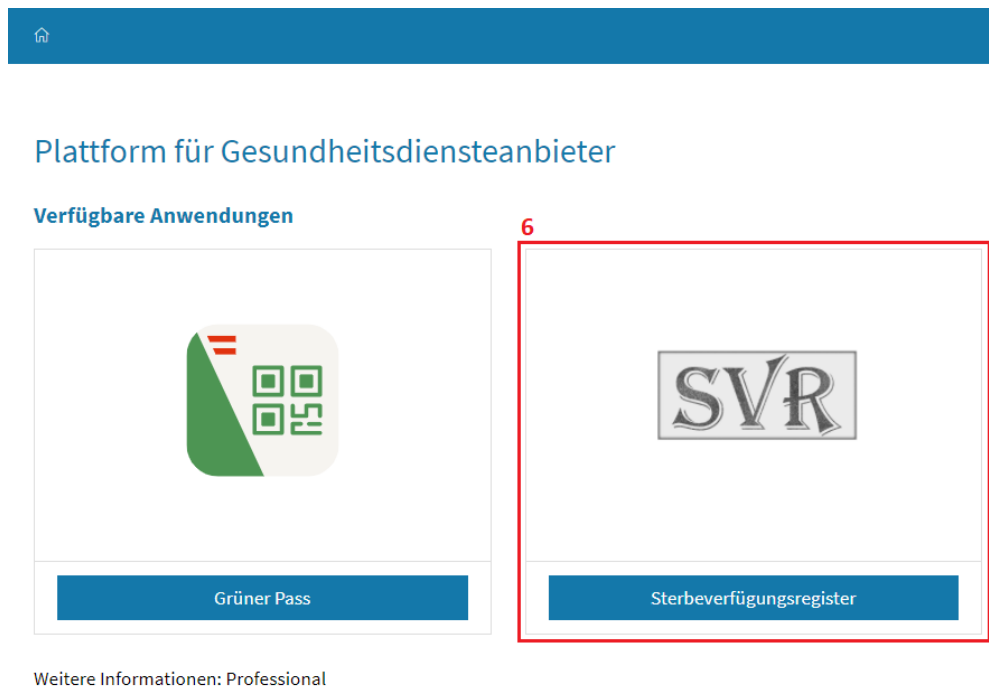 Plattform für Gesundheitsdiensteanbieter
Verfügbare Anwendungen
6
SVR
Grüner Pass
Sterbeverfügungsregister
Weitere Informationen: Professional